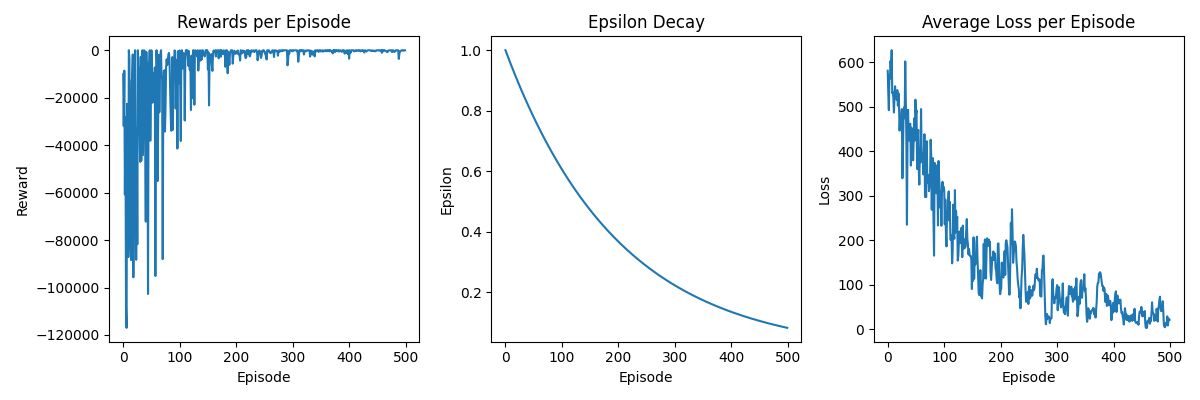 Rewards per Episode
0
−20000
−40000
−60000
−80000
−100000
−120000
Reward
0 100 200 300 400 500
Episode
Epsilon Decay
1.0
0.8
0.6
0.4
0.2
Epsilon
0 100 200 300 400 500
Episode
Average Loss per Episode
600
500
400
300
200
100
0
Loss
0 100 200 300 400 500
Episode